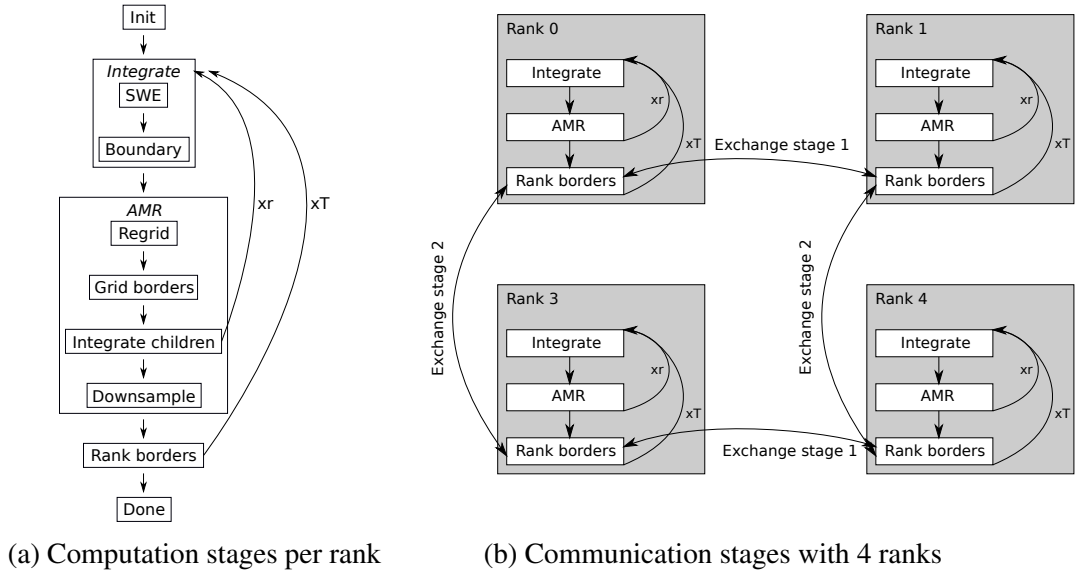 Init
Integrate
SWE
Boundary
AMR
Regrid
Grid borders
Integrate children
Downsample
Rank borders
Done
xr
xT
(a) Computation stages per rank
Rank 0
Integrate
AMR
Rank borders
xr
xT
Exchange stage 1
Rank 1
Integrate
AMR
Rank borders
xr
xT
Exchange stage 2
Exchange stage 2
Rank 3
Integrate
AMR
Rank borders
xr
xT
Exchange stage 1
Rank 4
Integrate
AMR
Rank borders
xr
xT
(b) Communication stages with 4 ranks